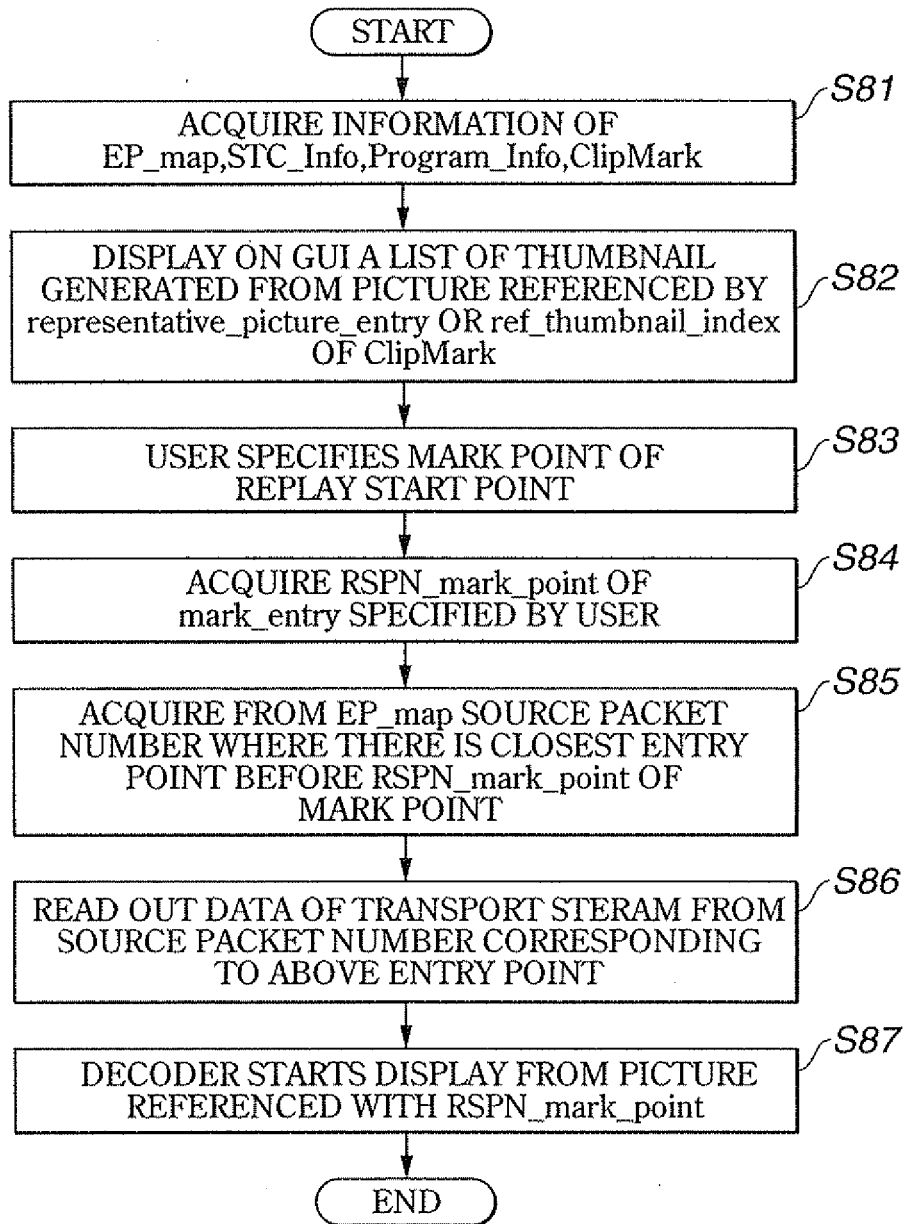 START
S81
ACQUIRE INFORMATION OF
EP_map,STC_Info,Program_Info,ClipMark
S82
DISPLAY ON GUI A LIST OF THUMBNAIL
GENERATED FROM PICTURE REFERENCED BY
representative_picture_entry OR ref_thumbnail_index
OF ClipMark
S83
USER SPECIFIES MARK POINT OF
REPLAY START POINT
S84
ACQUIRE RSPN_mark_point OF
mark_entry SPECIFIED BY USER
S85
ACQUIRE FROM EP_map SOURCE PACKET
NUMBER WHERE THERE IS CLOSEST ENTRY
POINT BEFORE RSPN_mark_point OF
MARK POINT
S86
READ OUT DATA OF TRANSPORT STERAM FROM
SOURCE PACKET NUMBER CORRESPONDING
TO ABOVE ENTRY POINT
S87
DECODER STARTS DISPLAY FROM PICTURE
REFERENCED WITH RSPN_mark_point
END